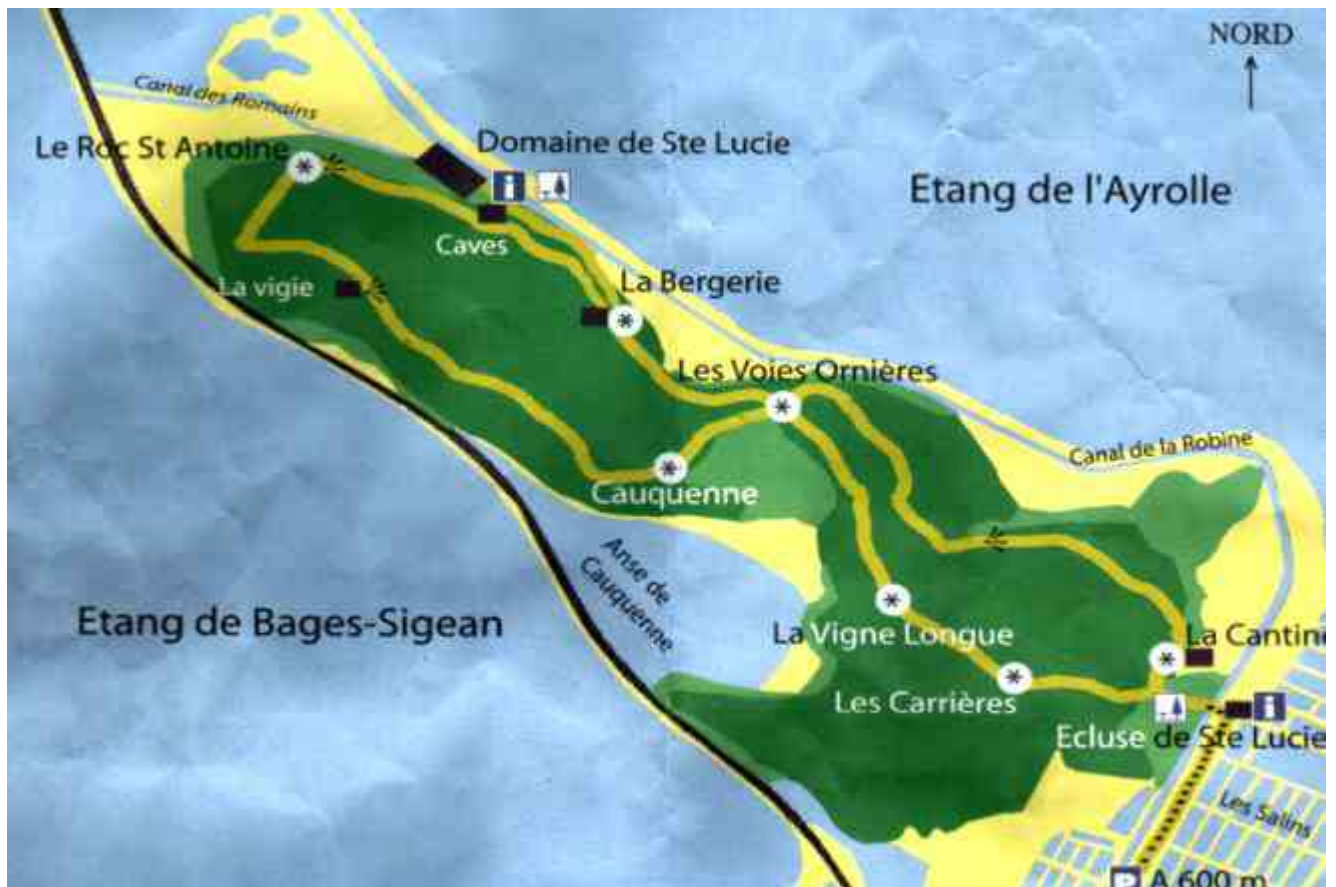 NORD
Canal des Romains
Le Roc St Antoine
Domaine de Ste Lucie
i
Etang de l'Ayrolle
Caves
La vigie
La Bergerie
Les Voies Ornières
Canal de la Robine
Cauquenne
Anse de
Cauquenne
Etang de Bages-Sigean
La Vigne Longue
La Cantine
Les Carrières
i
Ecluse de Ste Lucie
Les Salins
P A 600 m